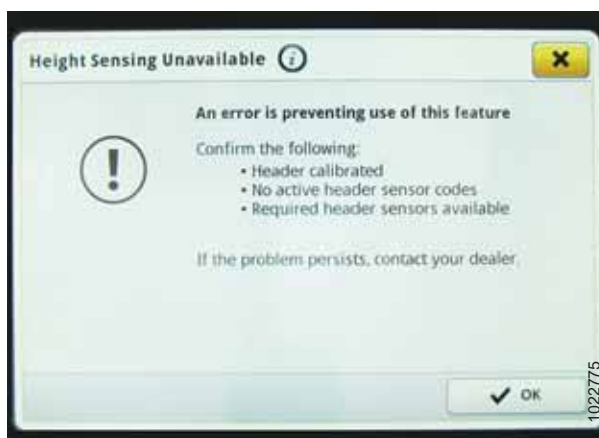 Height Sensing Unavailable
An error is preventing use of this feature
Confirm the following:
• Header calibrated
• No active header sensor codes
• Required header sensors available
If the problem persists, contact your dealer.
OK
1022775